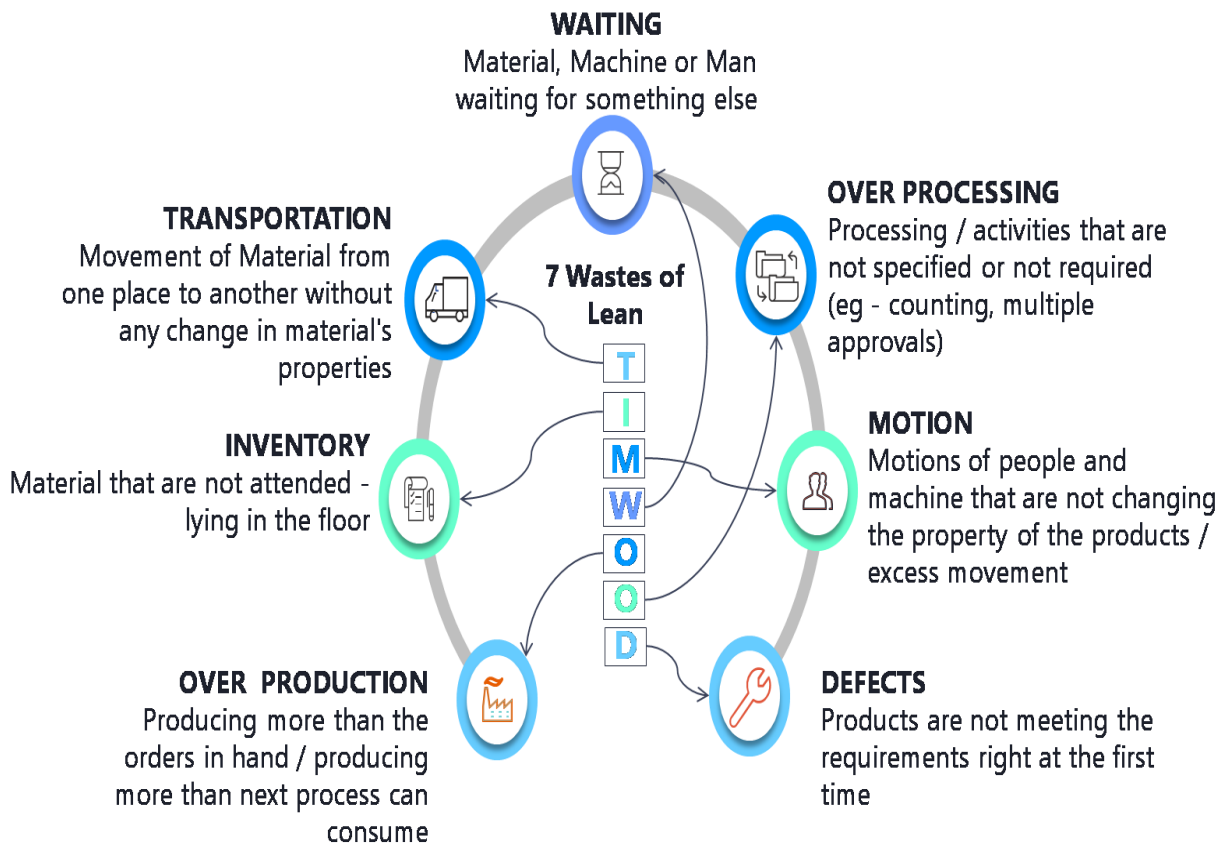 WAITING
Material, Machine or Man
waiting for something else
TRANSPORTATION
Movement of Material from
one place to another without
any change in material's
properties
OVER PROCESSING
Processing / activities that are
not specified or not required
(eg - counting, multiple
approvals)
7 Wastes of
Lean
T
I
M
W
O
O
D
INVENTORY
Material that are not attended -
lying in the floor
MOTION
Motions of people and
machine that are not changing
the property of the products /
excess movement
OVER PRODUCTION
Producing more than the
orders in hand / producing
more than next process can
consume
DEFECTS
Products are not meeting the
requirements right at the first
time